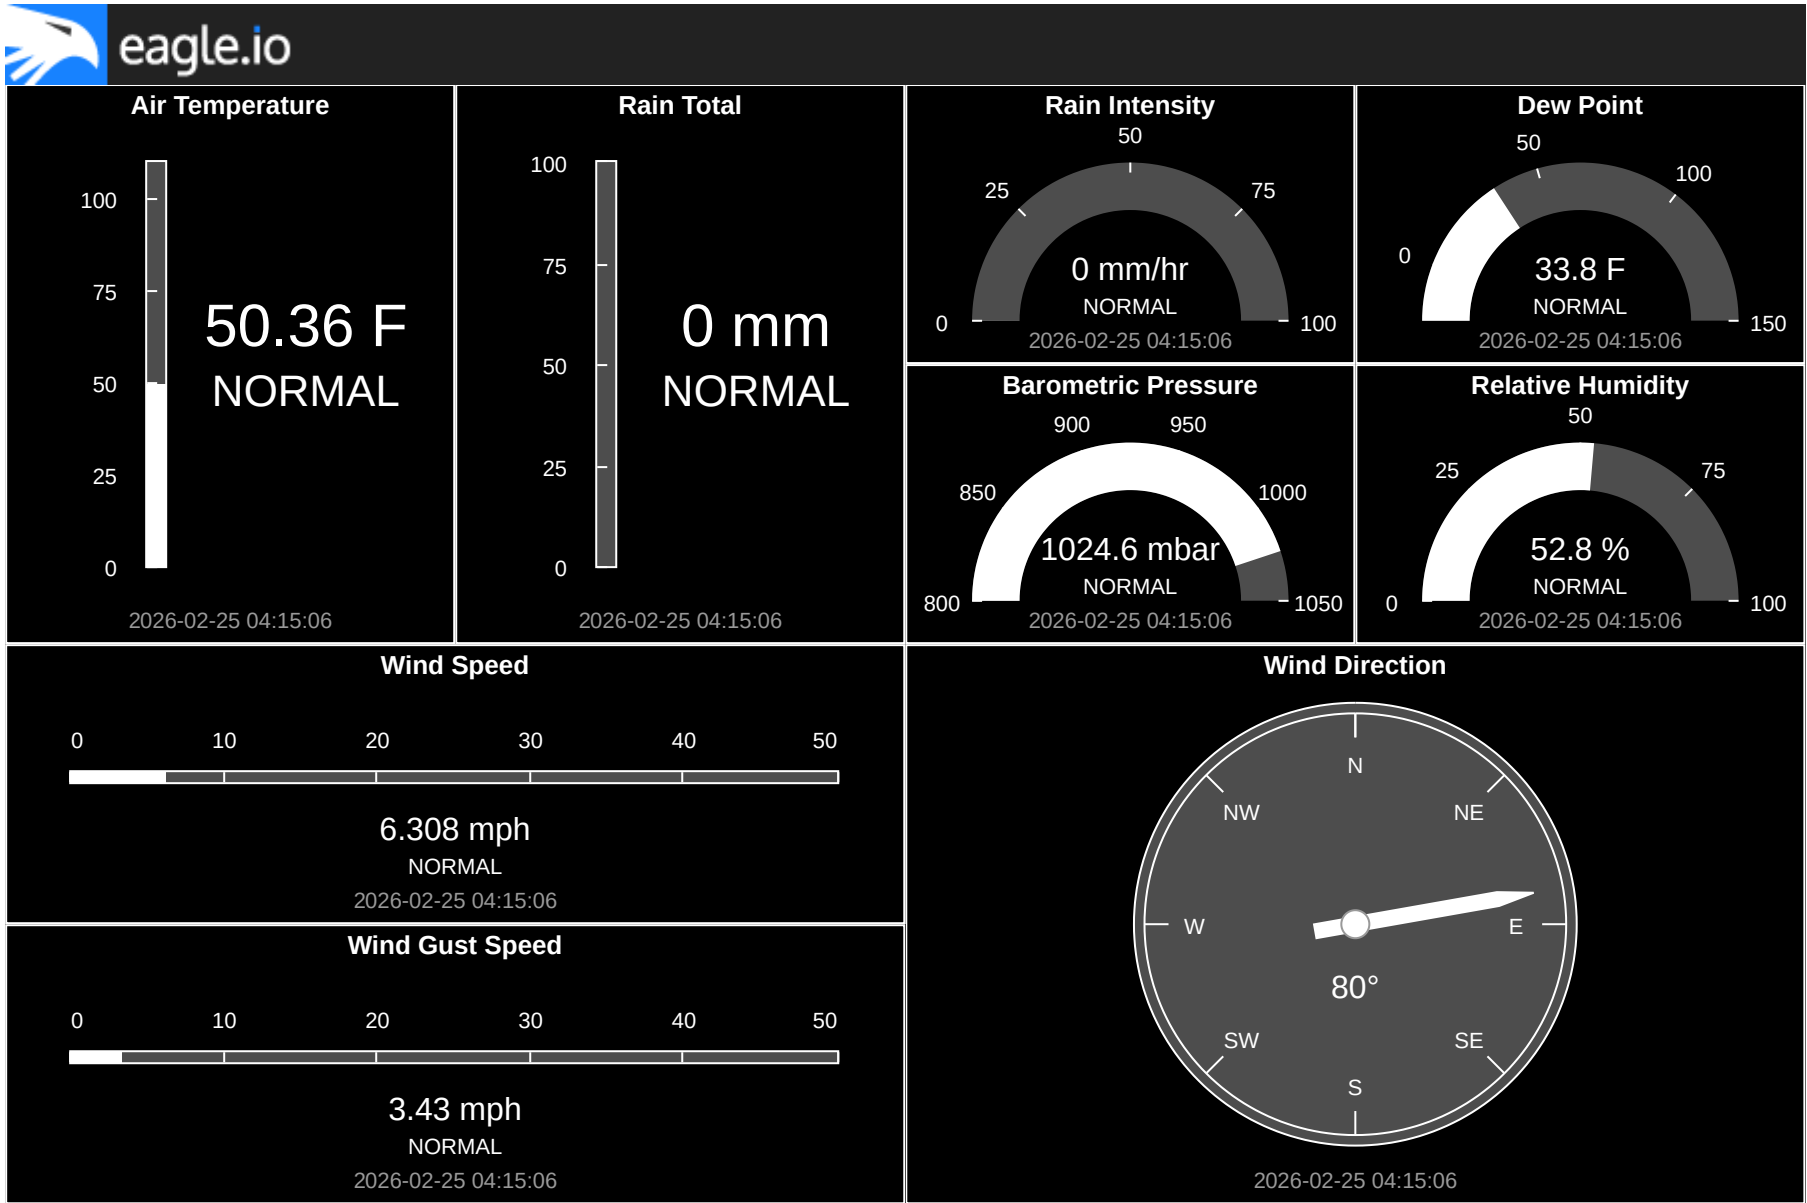 eagle.io
Air Temperature
100
75
50
25
0
50.36 F
NORMAL
2026-02-25 04:15:06
Rain Total
100
75
50
25
0
0 mm
NORMAL
2026-02-25 04:15:06
Rain Intensity
50
25
75
0
100
0 mm/hr
NORMAL
2026-02-25 04:15:06
Dew Point
50
100
0
150
33.8 F
NORMAL
2026-02-25 04:15:06
Barometric Pressure
900
950
850
1000
800
1050
1024.6 mbar
NORMAL
2026-02-25 04:15:06
Relative Humidity
50
25
75
0
100
52.8 %
NORMAL
2026-02-25 04:15:06
Wind Speed
0 10 20 30 40 50
6.308 mph
NORMAL
2026-02-25 04:15:06
Wind Gust Speed
0 10 20 30 40 50
3.43 mph
NORMAL
2026-02-25 04:15:06
Wind Direction
N
NW NE
W E
80°
SW SE
S
2026-02-25 04:15:06